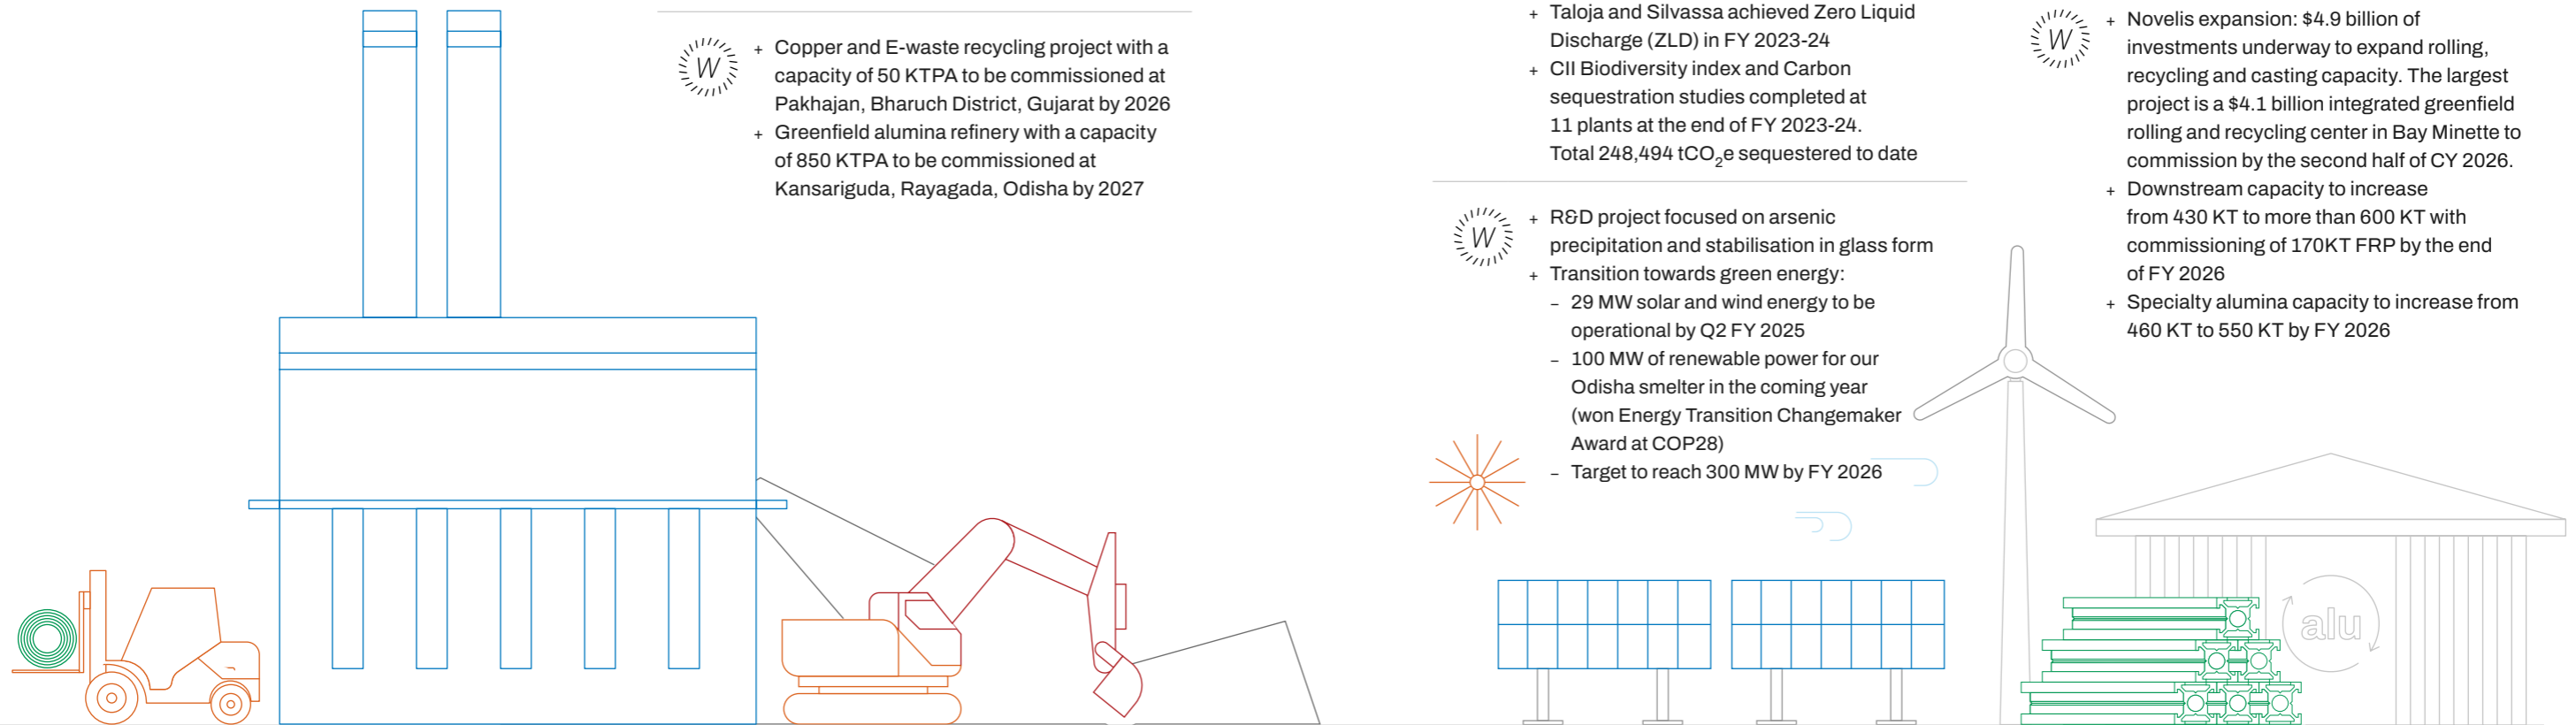 W
+ Copper and E-waste recycling project with a
capacity of 50 KTPA to be commissioned at
Pakhajan, Bharuch District, Gujarat by 2026
+ Greenfield alumina refinery with a capacity
of 850 KTPA to be commissioned at
Kansariguda, Rayagada, Odisha by 2027
+ Taloja and Silvassa achieved Zero Liquid
Discharge (ZLD) in FY 2023-24
+ CII Biodiversity index and Carbon
sequestration studies completed at
11 plants at the end of FY 2023-24.
Total 248,494 tCO₂e sequestered to date
W
+ R&D project focused on arsenic
precipitation and stabilisation in glass form
+ Transition towards green energy:
– 29 MW solar and wind energy to be
operational by Q2 FY 2025
– 100 MW of renewable power for our
Odisha smelter in the coming year
(won Energy Transition Changemaker
Award at COP28)
– Target to reach 300 MW by FY 2026
W
+ Novelis expansion: $4.9 billion of
investments underway to expand rolling,
recycling and casting capacity. The largest
project is a $4.1 billion integrated greenfield
rolling and recycling center in Bay Minette to
commission by the second half of CY 2026.
+ Downstream capacity to increase
from 430 KT to more than 600 KT with
commissioning of 170KT FRP by the end
of FY 2026
+ Specialty alumina capacity to increase from
460 KT to 550 KT by FY 2026
alu